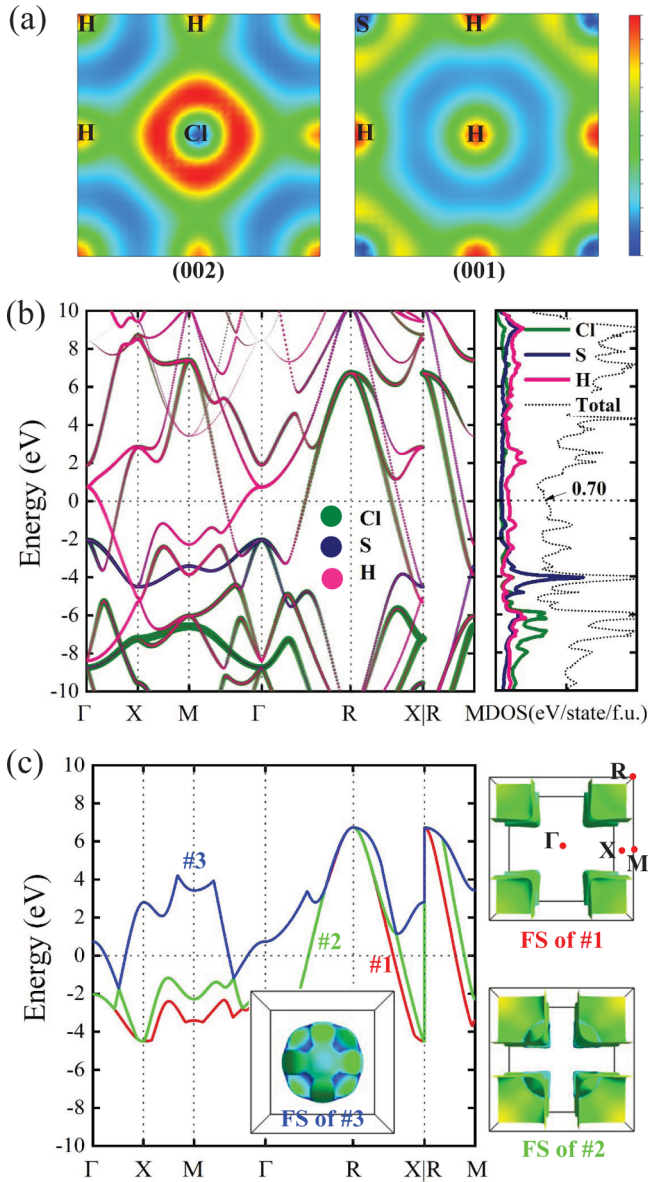 (a)
H H S H
H Cl H H
(002) (001)
(b)
10
8
6
4
2
0
-2
-4
-6
-8
-10
Energy (eV)
Cl
S
H
Γ X M Γ R X|R M
Cl
S
H
Total
0.70
DOS(eV/state/f.u.)
(c)
10
8
6
4
2
0
-2
-4
-6
-8
-10
Energy (eV)
#3
#2
#1
FS of #3
Γ X M Γ R X|R M
R
Γ X M
FS of #1
FS of #2